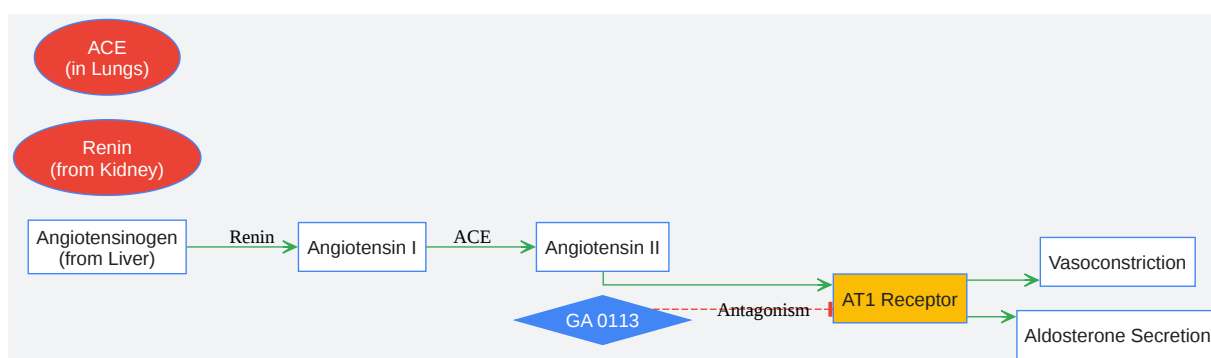 ACE
(in Lungs)
Renin
(from Kidney)
Angiotensinogen
(from Liver)
Renin
Angiotensin I
ACE
Angiotensin II
GA 0113
Antagonism
AT1 Receptor
Vasoconstriction
Aldosterone Secretion